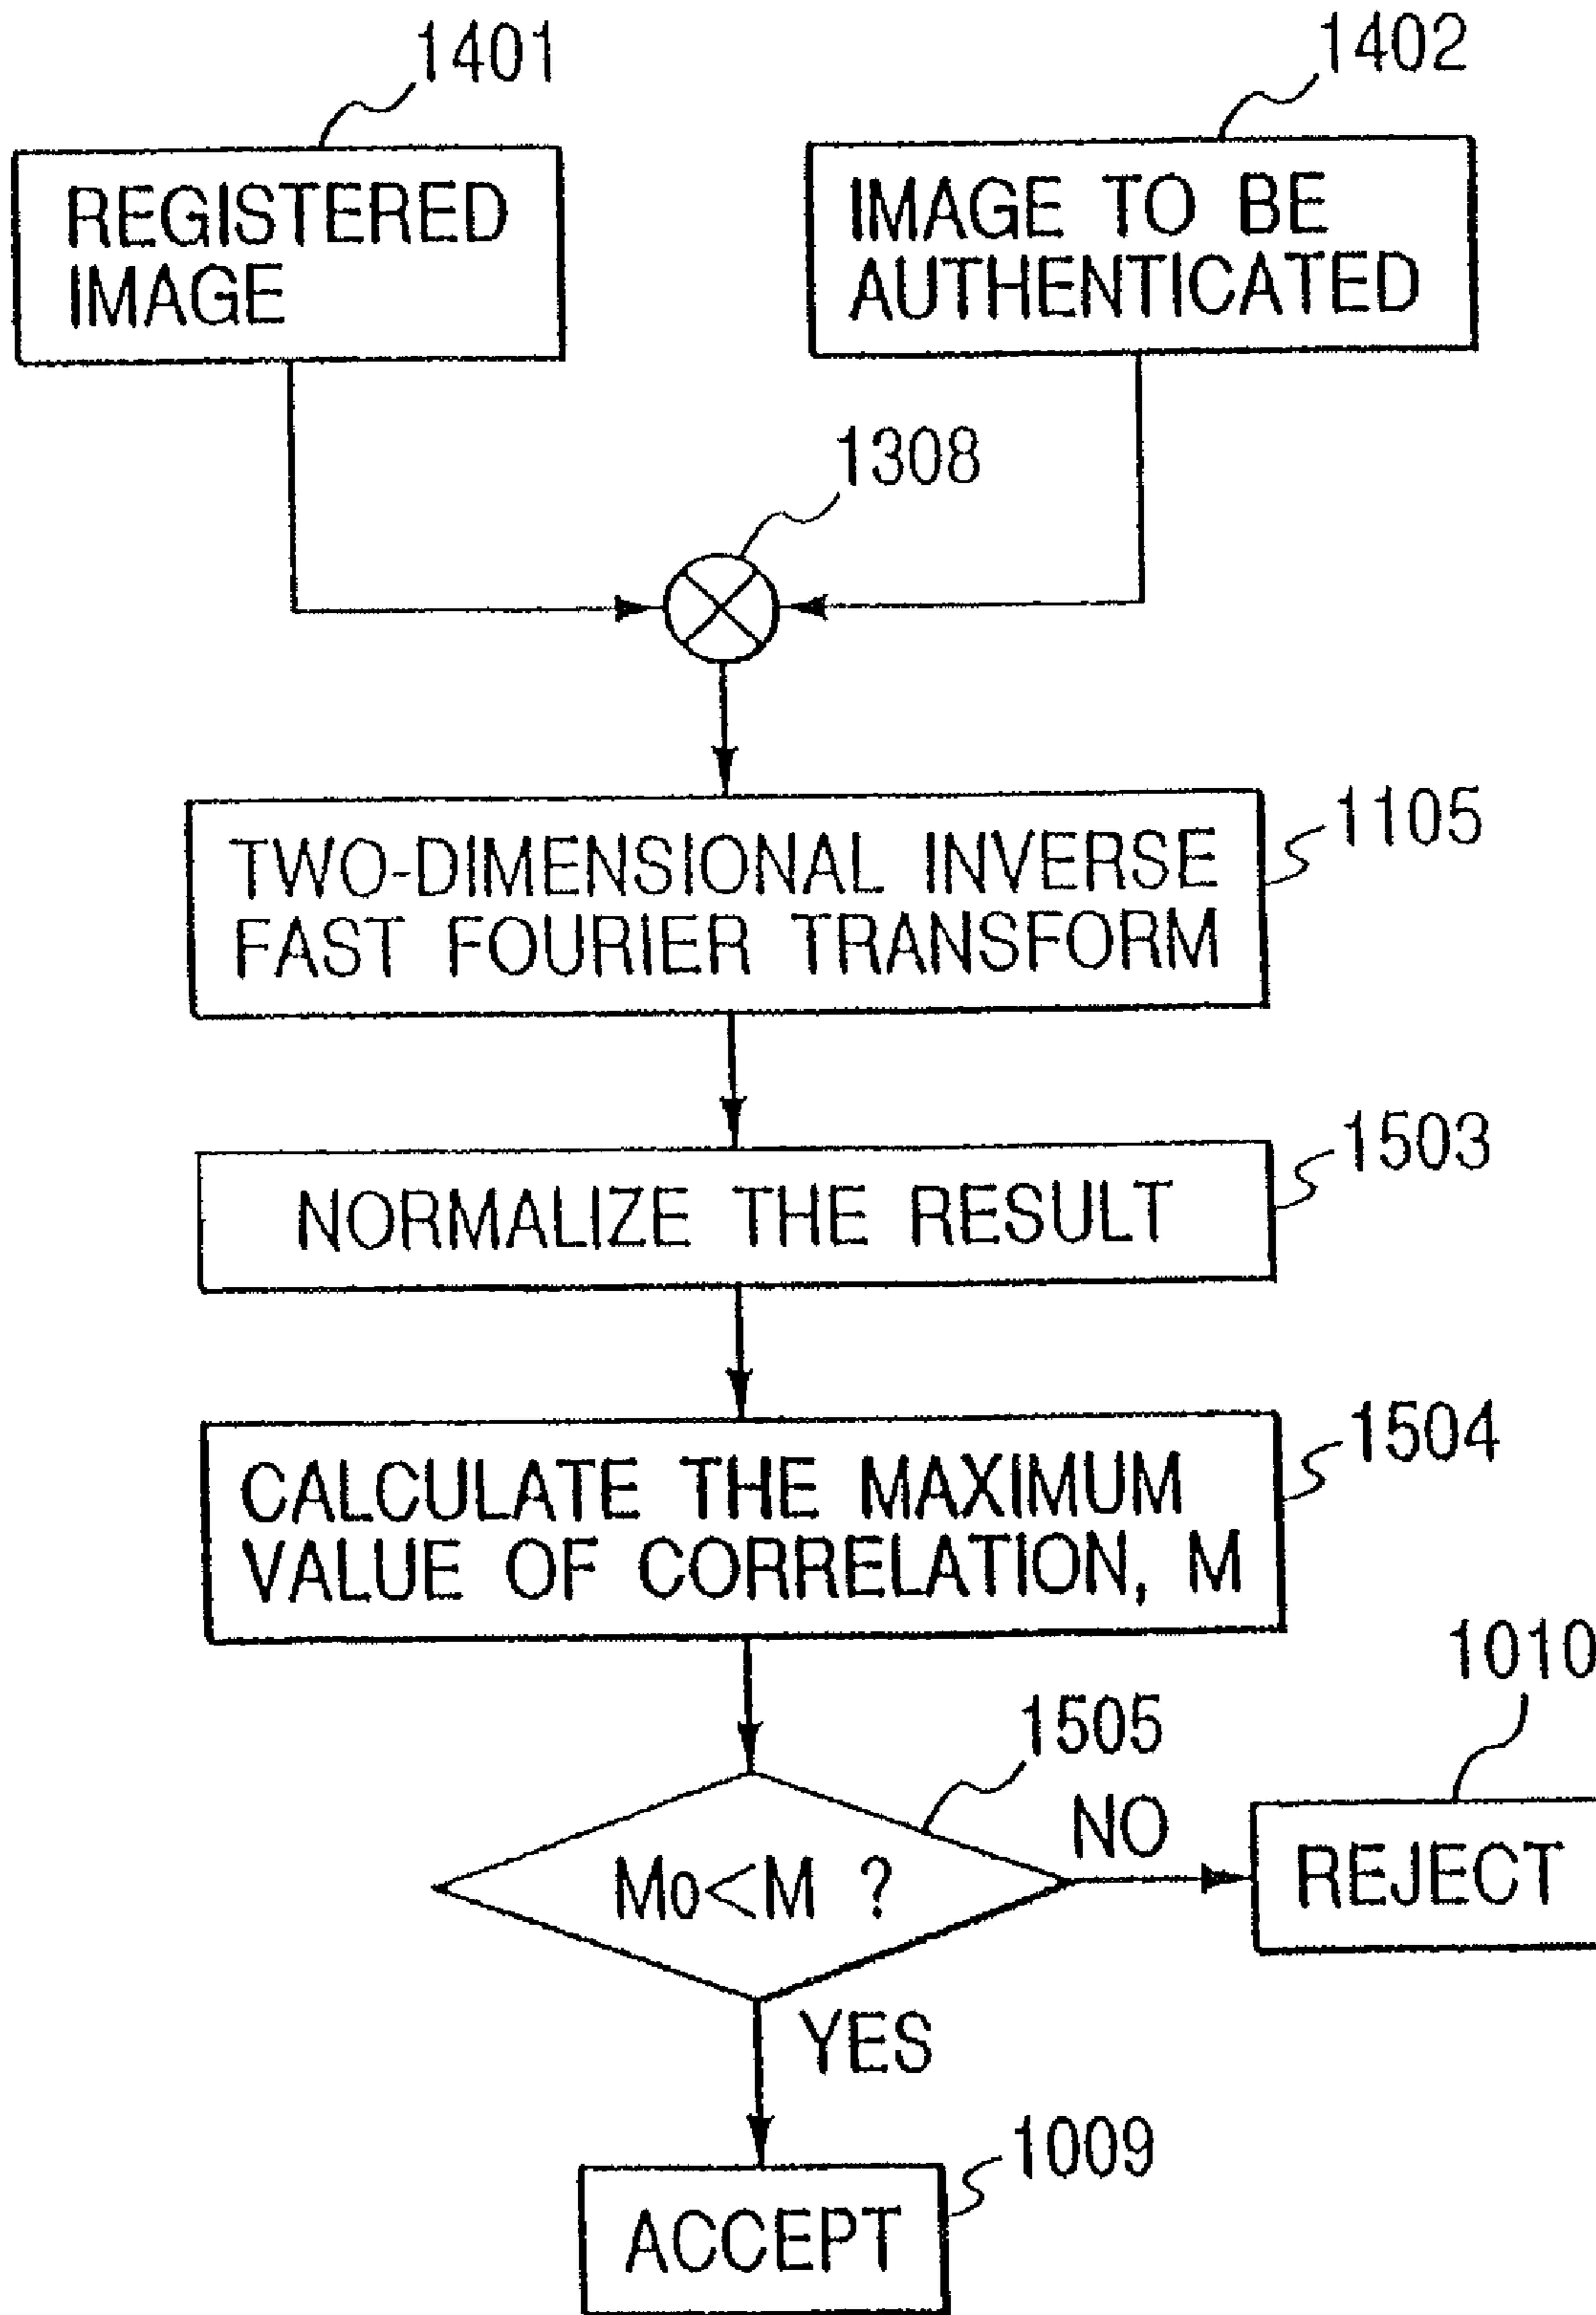 1401
1402
REGISTERED
IMAGE
IMAGE TO BE
AUTHENTICATED
1308
TWO-DIMENSIONAL INVERSE
FAST FOURIER TRANSFORM
1105
NORMALIZE THE RESULT
1503
CALCULATE THE MAXIMUM
VALUE OF CORRELATION, M
1504
1010
1505
NO
Mo<M ?
REJECT
YES
1009
ACCEPT